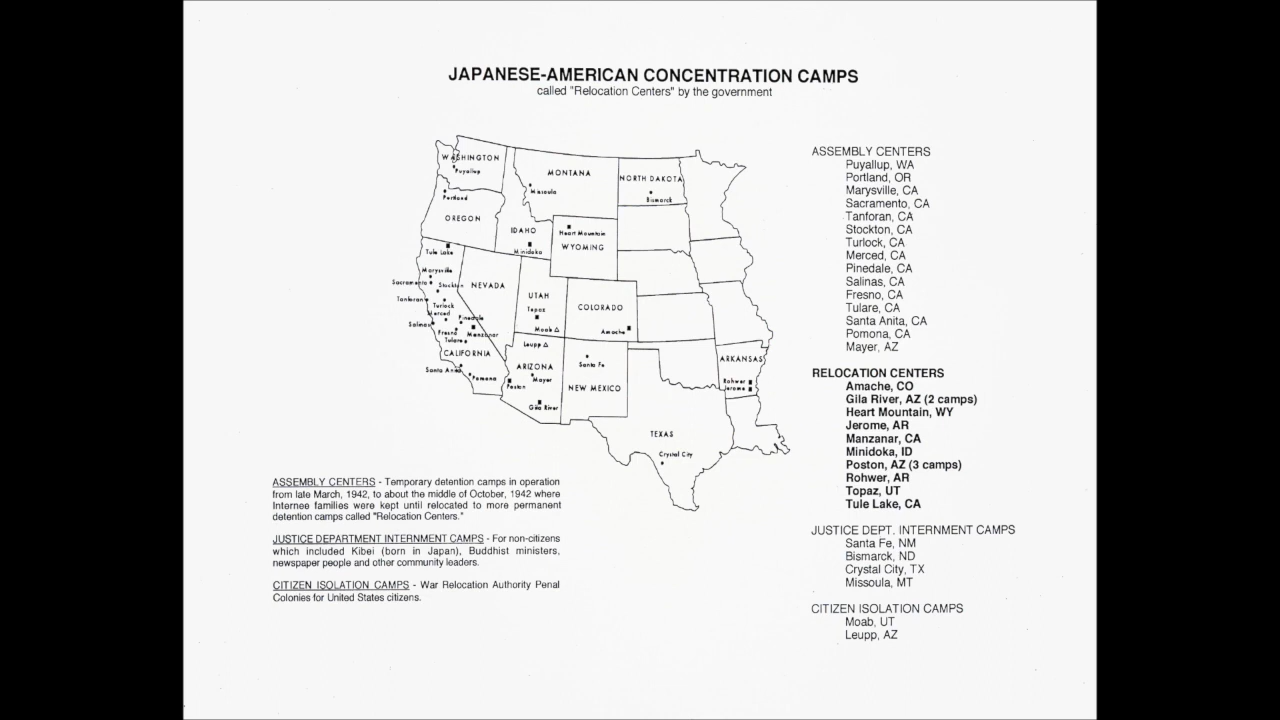 JAPANESE-AMERICAN CONCENTRATION CAMPS
called "Relocation Centers" by the government
WASHINGTON
Puyallup
Portland
OREGON
MONTANA
Missoula
NORTH DAKOTA
Bismarck
IDAHO
Minidoka
Heart Mountain
WYOMING
Tule Lake
Marysville
Sacramento
Stockton
Tanforan
Turlock
Merced
Salinas
Pinedale
Fresno
Manzanar
Tulare
CALIFORNIA
Santa Anita
Pomona
NEVADA
UTAH
Topaz
Moab
COLORADO
Amache
Leupp
ARIZONA
Mayer
Poston
Gila River
Santa Fe
NEW MEXICO
ARKANSAS
Rohwer
Jerome
TEXAS
Crystal City
ASSEMBLY CENTERS
Puyallup, WA
Portland, OR
Marysville, CA
Sacramento, CA
Tanforan, CA
Stockton, CA
Turlock, CA
Merced, CA
Pinedale, CA
Salinas, CA
Fresno, CA
Tulare, CA
Santa Anita, CA
Pomona, CA
Mayer, AZ
RELOCATION CENTERS
Amache, CO
Gila River, AZ (2 camps)
Heart Mountain, WY
Jerome, AR
Manzanar, CA
Minidoka, ID
Poston, AZ (3 camps)
Rohwer, AR
Topaz, UT
Tule Lake, CA
JUSTICE DEPT. INTERNMENT CAMPS
Santa Fe, NM
Bismarck, ND
Crystal City, TX
Missoula, MT
CITIZEN ISOLATION CAMPS
Moab, UT
Leupp, AZ
ASSEMBLY CENTERS - Temporary detention camps in operation
from late March, 1942, to about the middle of October, 1942 where
Internee families were kept until relocated to more permanent
detention camps called "Relocation Centers."
JUSTICE DEPARTMENT INTERNMENT CAMPS - For non-citizens
which included Kibei (born in Japan), Buddhist ministers,
newspaper people and other community leaders.
CITIZEN ISOLATION CAMPS - War Relocation Authority Penal
Colonies for United States citizens.